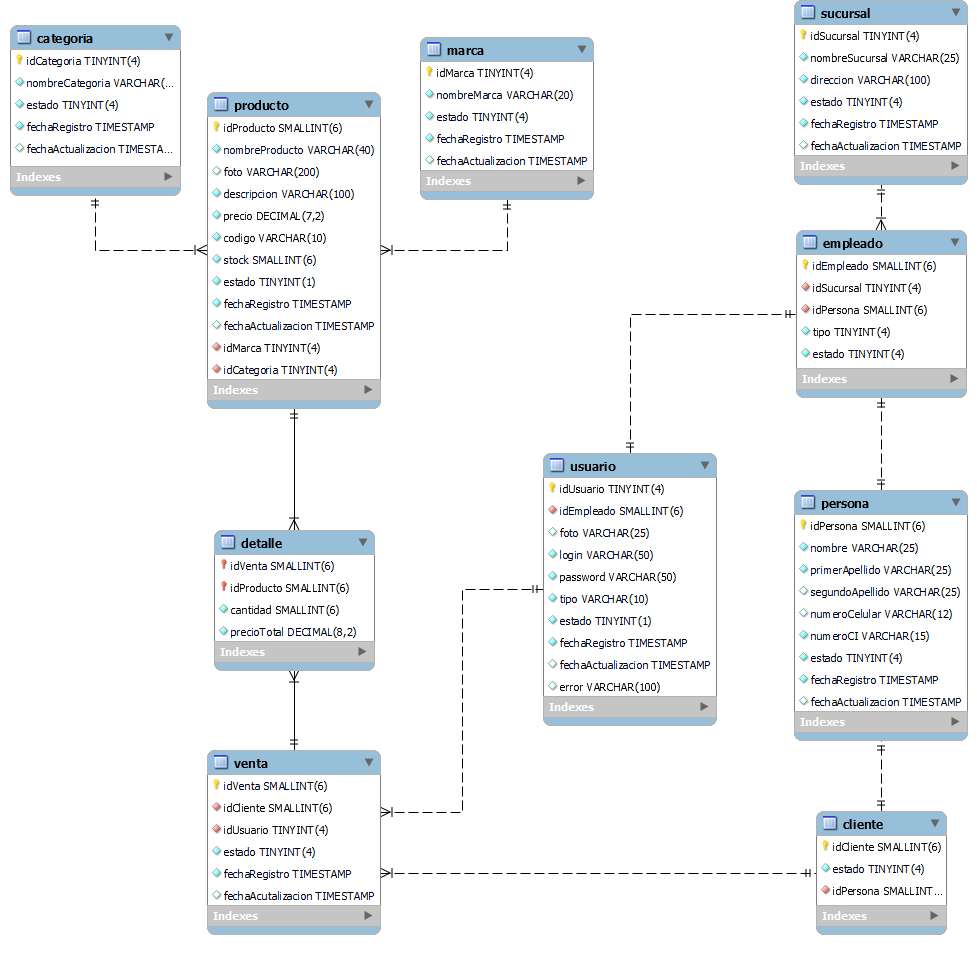 categoria
idCategoria TINYINT(4)
nombreCategoria VARCHAR(...
estado TINYINT(4)
fechaRegistro TIMESTAMP
fechaActualizacion TIMESTA...
Indexes
producto
idProducto SMALLINT(6)
nombreProducto VARCHAR(40)
foto VARCHAR(200)
descripcion VARCHAR(100)
precio DECIMAL(7,2)
codigo VARCHAR(10)
stock SMALLINT(6)
estado TINYINT(1)
fechaRegistro TIMESTAMP
fechaActualizacion TIMESTAMP
idMarca TINYINT(4)
idCategoria TINYINT(4)
Indexes
marca
idMarca TINYINT(4)
nombreMarca VARCHAR(20)
estado TINYINT(4)
fechaRegistro TIMESTAMP
fechaActualizacion TIMESTAMP
Indexes
sucursal
idSucursal TINYINT(4)
nombreSucursal VARCHAR(25)
direccion VARCHAR(100)
estado TINYINT(4)
fechaRegistro TIMESTAMP
fechaActualizacion TIMESTAMP
Indexes
empleado
idEmpleado SMALLINT(6)
idSucursal TINYINT(4)
idPersona SMALLINT(6)
tipo TINYINT(4)
estado TINYINT(4)
Indexes
usuario
idUsuario TINYINT(4)
idEmpleado SMALLINT(6)
foto VARCHAR(25)
login VARCHAR(50)
password VARCHAR(50)
tipo VARCHAR(10)
estado TINYINT(1)
fechaRegistro TIMESTAMP
fechaActualizacion TIMESTAMP
error VARCHAR(100)
Indexes
persona
idPersona SMALLINT(6)
nombre VARCHAR(25)
primerApellido VARCHAR(25)
segundoApellido VARCHAR(25)
numeroCelular VARCHAR(12)
numeroCI VARCHAR(15)
estado TINYINT(4)
fechaRegistro TIMESTAMP
fechaActualizacion TIMESTAMP
Indexes
detalle
idVenta SMALLINT(6)
idProducto SMALLINT(6)
cantidad SMALLINT(6)
precioTotal DECIMAL(8,2)
Indexes
venta
idVenta SMALLINT(6)
idCliente SMALLINT(6)
idUsuario TINYINT(4)
estado TINYINT(4)
fechaRegistro TIMESTAMP
fechaAcutalizacion TIMESTAMP
Indexes
cliente
idCliente SMALLINT(6)
estado TINYINT(4)
idPersona SMALLINT...
Indexes